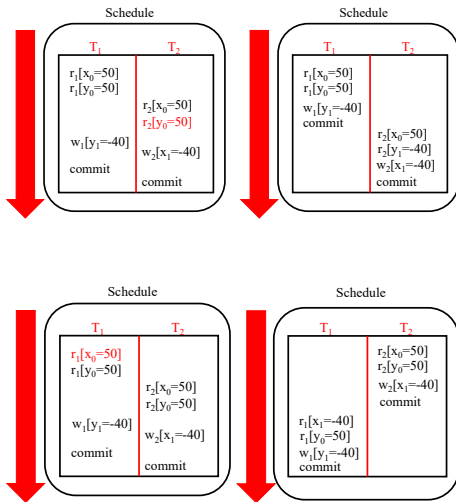 Schedule
T1 T2
r1[x0=50]
r1[y0=50]
r2[x0=50]
r2[y0=50]
w1[y1=-40]
w2[x1=-40]
commit
commit
Schedule
T1 T2
r1[x0=50]
r1[y0=50]
w1[y1=-40]
commit
r2[x0=50]
r2[y1=-40]
w2[x1=-40]
commit
Schedule
T1 T2
r1[x0=50]
r1[y0=50]
r2[x0=50]
r2[y0=50]
w1[y1=-40]
w2[x1=-40]
commit
commit
Schedule
T1 T2
r2[x0=50]
r2[y0=50]
w2[x1=-40]
commit
r1[x1=-40]
r1[y0=50]
w1[y1=-40]
commit